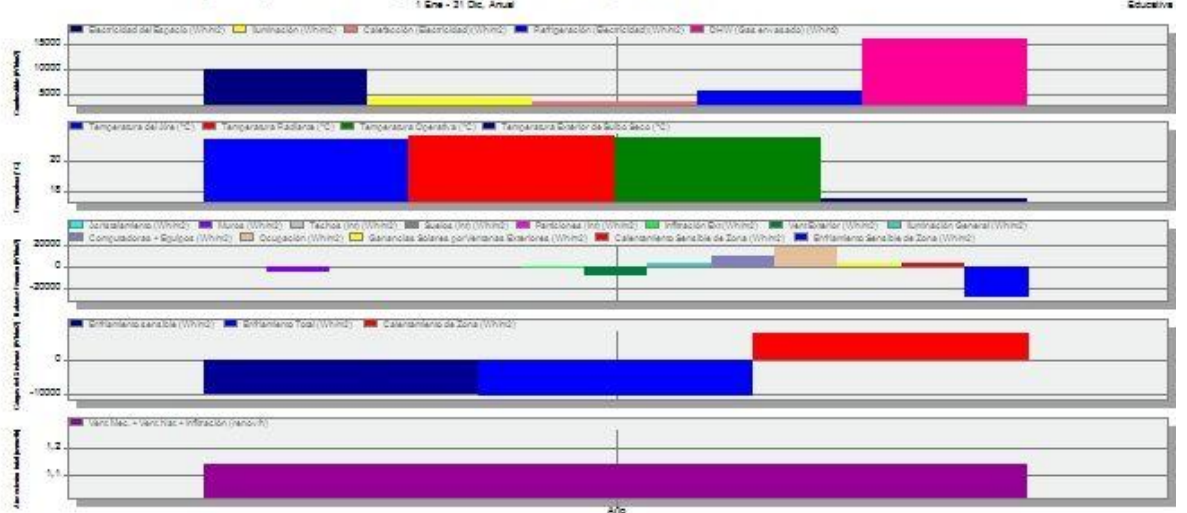 1 Ene - 31 Dic, Anual
Educativa
Electricidad del Espacio (Wh/m2) Iluminación (Wh/m2) Calefacción (Electricidad) (Wh/m2) Refrigeración (Electricidad) (Wh/m2) DHW (Gas envasado) (Wh/m2)
15000
10000
5000
Temperatura del Aire (°C) Temperatura Radiante (°C) Temperatura Operativa (°C) Temperatura Exterior de Bulbo Seco (°C)
20
15
Acristalamiento (Wh/m2) Muros (Wh/m2) Techos (int) (Wh/m2) Suelos (int) (Wh/m2) Particiones (int) (Wh/m2) Infiltración Ext (Wh/m2) Vent Exterior (Wh/m2) Iluminación General (Wh/m2)
Computadoras + Equipos (Wh/m2) Ocupación (Wh/m2) Ganancias Solares por Ventanas Exteriores (Wh/m2) Calentamiento Sensible de Zona (Wh/m2) Enfriamiento Sensible de Zona (Wh/m2)
20000
0
-20000
Enfriamiento sensible (Wh/m2) Enfriamiento Total (Wh/m2) Calentamiento de Zona (Wh/m2)
0
-10000
Vent Mec. + Vent Nat. + Infiltración (renov/h)
1,2
1,1
Año